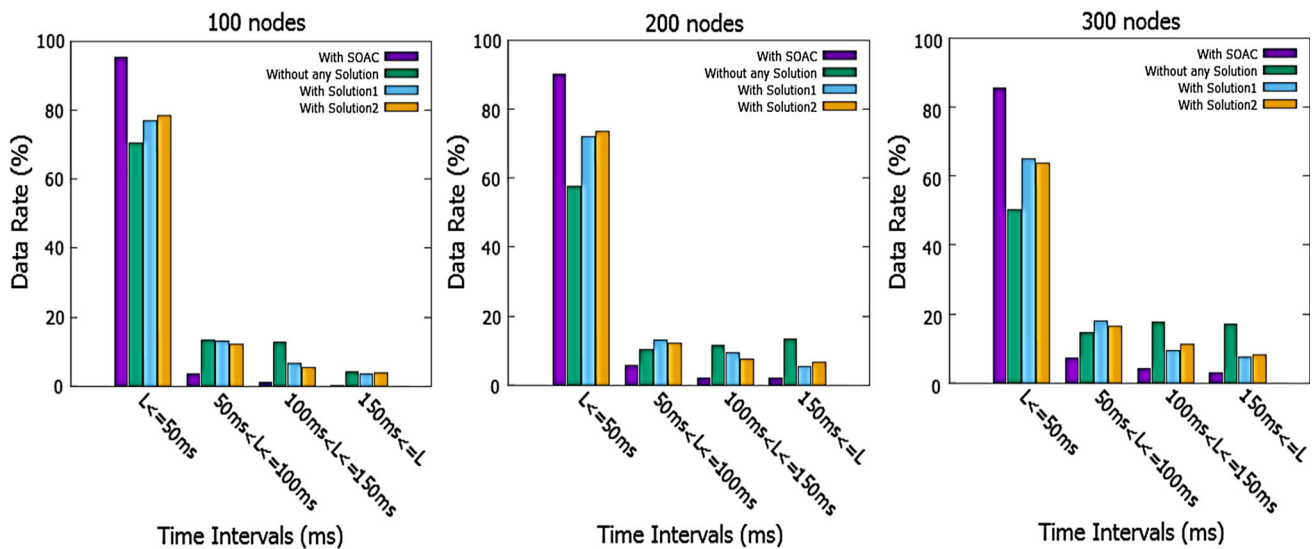 100 nodes
100
80
60
40
20
0
Data Rate (%)
With SOAC
Without any Solution
With Solution1
With Solution2
L<=50ms
50ms<L<=100ms
100ms<L<=150ms
150ms<=L
Time Intervals (ms)
200 nodes
100
80
60
40
20
0
Data Rate (%)
With SOAC
Without any Solution
With Solution1
With Solution2
L<=50ms
50ms<L<=100ms
100ms<L<=150ms
150ms<=L
Time Intervals (ms)
300 nodes
100
80
60
40
20
0
Data Rate (%)
With SOAC
Without any Solution
With Solution1
With Solution2
L<=50ms
50ms<L<=100ms
100ms<L<=150ms
150ms<=L
Time Intervals (ms)